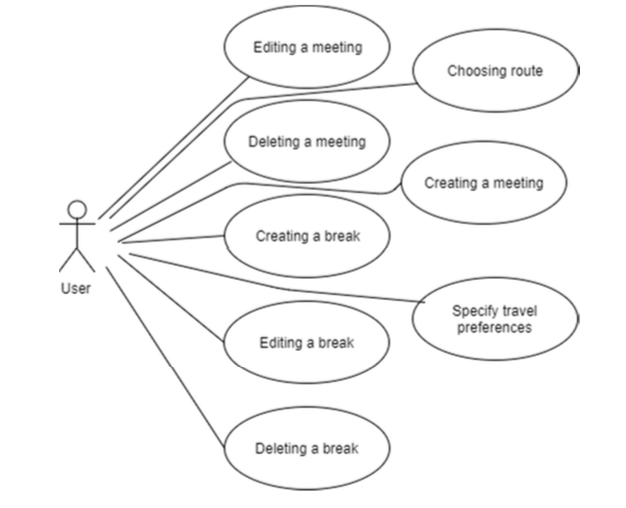 Editing a meeting
Choosing route
Deleting a meeting
Creating a meeting
Creating a break
User
Specify travel
preferences
Editing a break
Deleting a break